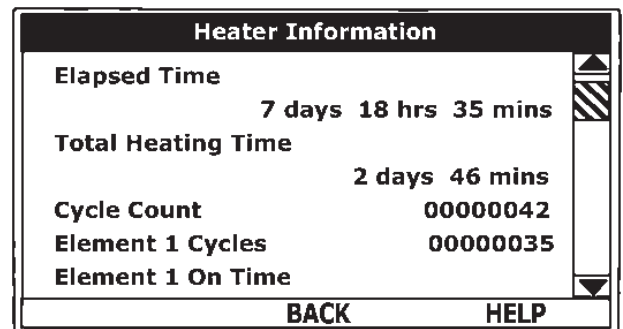 Heater Information
Elapsed Time
7 days 18 hrs 35 mins
Total Heating Time
2 days 46 mins
Cycle Count 00000042
Element 1 Cycles 00000035
Element 1 On Time
BACK HELP